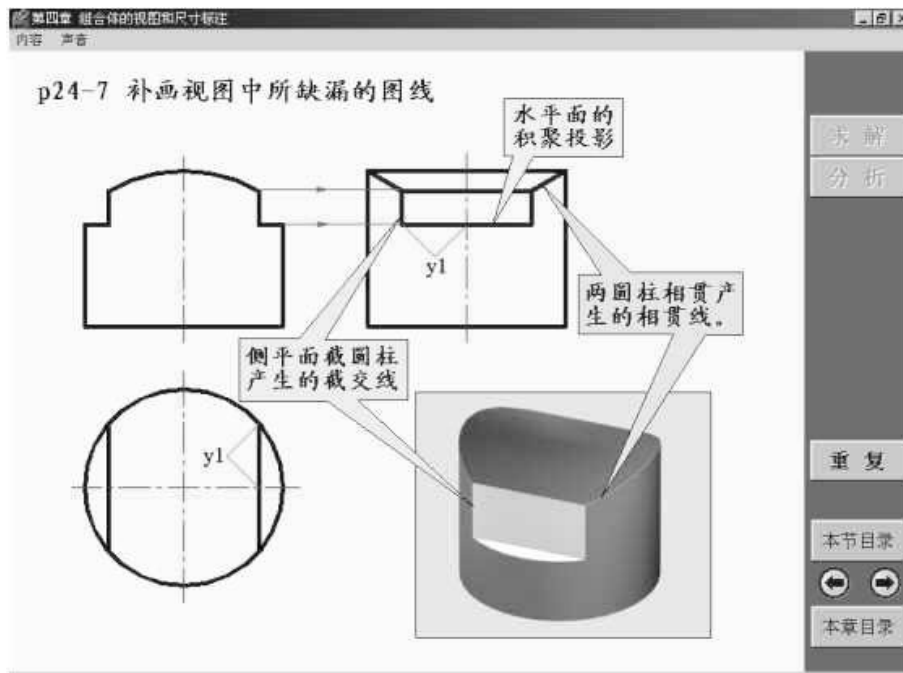 第四章 组合体的视图和尺寸标注
内容 声音
p24-7 补画视图中所缺漏的图线
水平面的
积聚投影
求解
分析
y1
两圆柱相贯产
生的相贯线。
侧平面截圆柱
产生的截交线
y1
重复
本节目录
本章目录